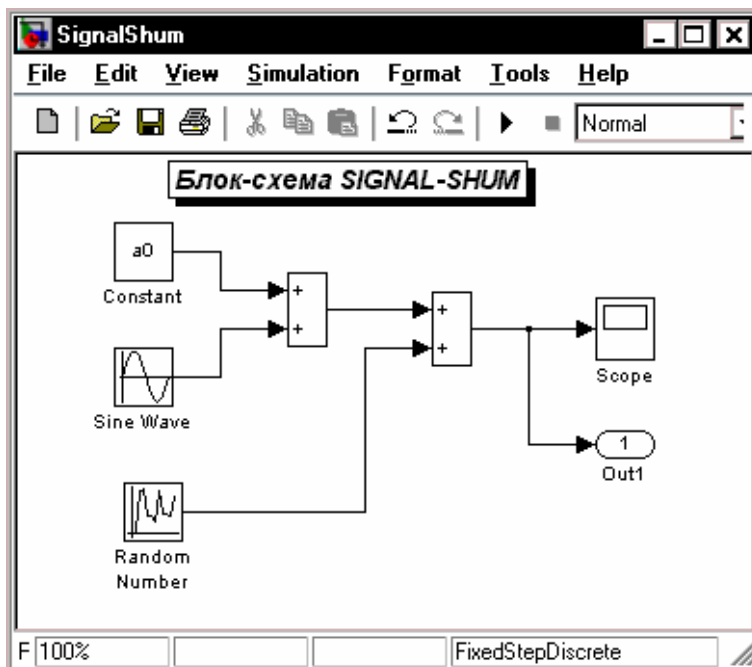 SignalShum
File Edit View Simulation Format Tools Help
Normal
Блок-схема SIGNAL-SHUM
a0
Constant
+
+
+
+
Sine Wave
Scope
1
Out1
Random
Number
F 100% FixedStepDiscrete